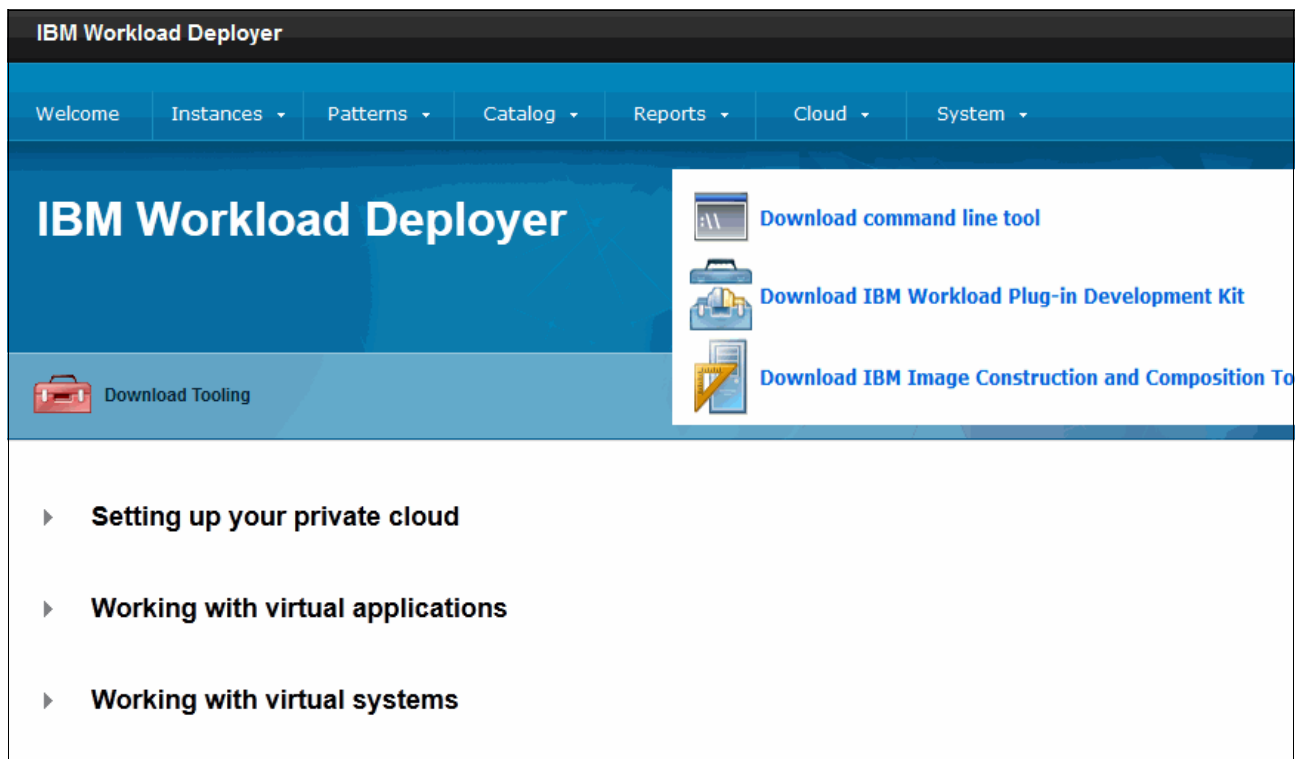 IBM Workload Deployer
Welcome Instances Patterns Catalog Reports Cloud System
IBM Workload Deployer
Download command line tool
Download IBM Workload Plug-in Development Kit
Download IBM Image Construction and Composition To
Download Tooling
Setting up your private cloud
Working with virtual applications
Working with virtual systems